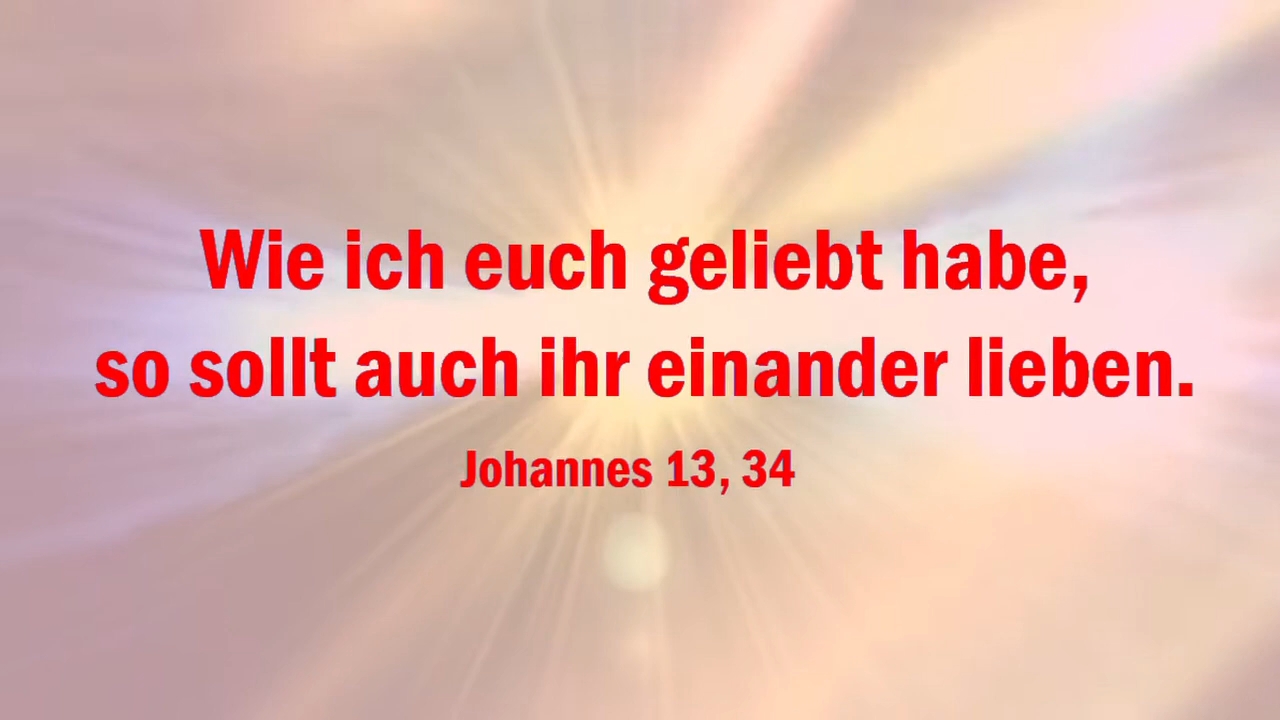 Wie ich euch geliebt habe,
so sollt auch ihr einander lieben.
Johannes 13, 34